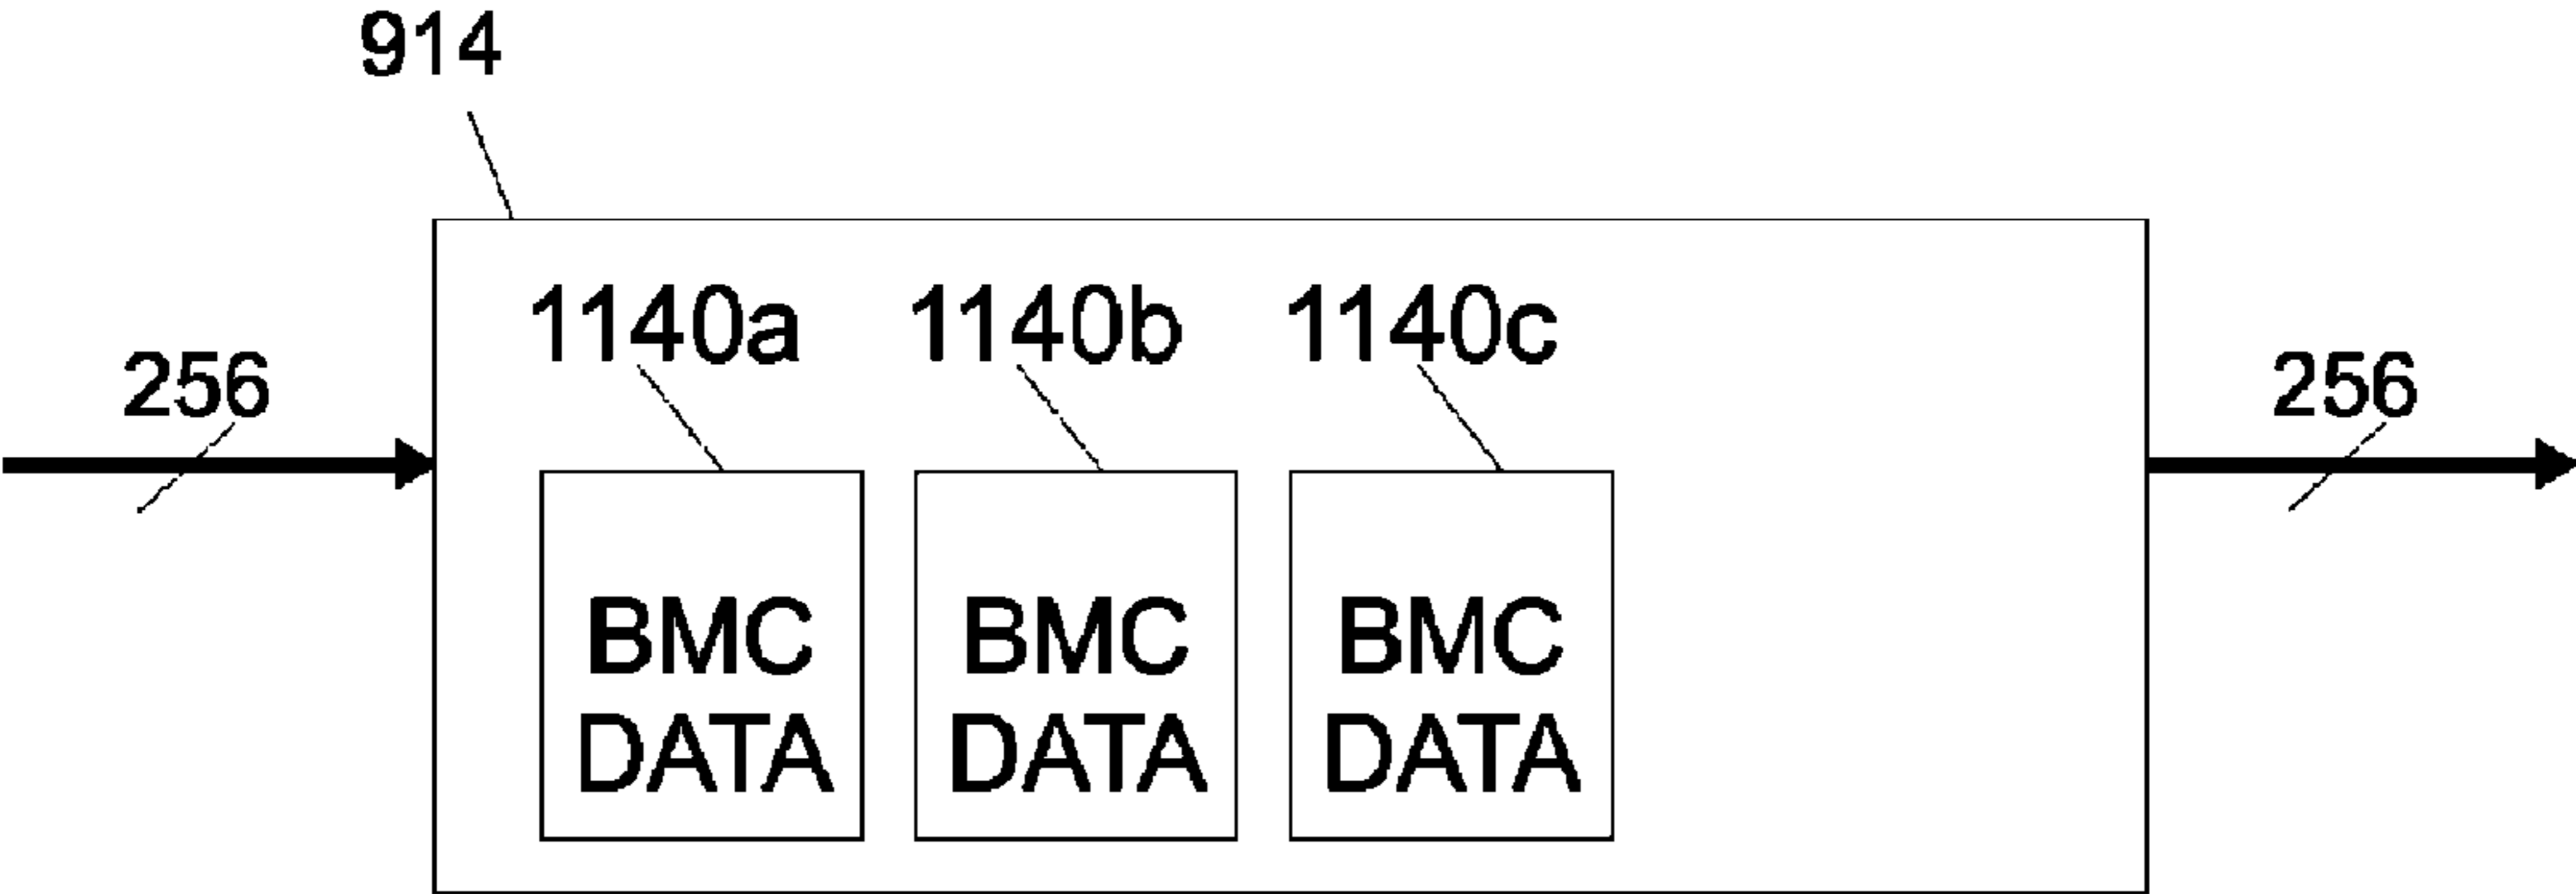 914
1140a 1140b 1140c
256 256
BMC BMC BMC
DATA DATA DATA